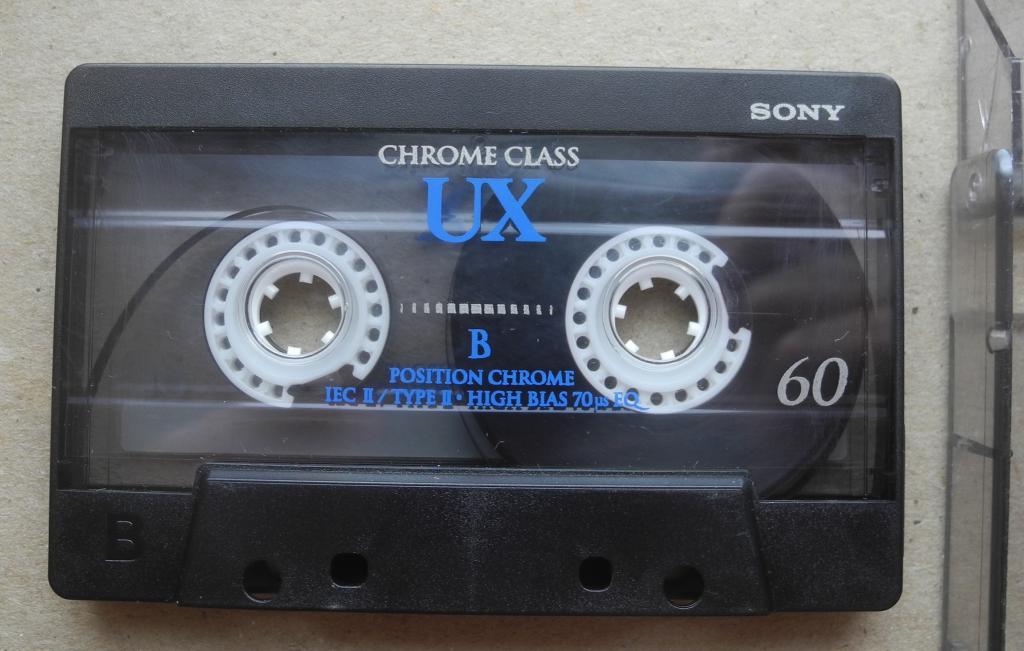 SONY
CHROME CLASS
UX
B
POSITION CHROME
IEC II / TYPE II • HIGH BIAS 70μs EQ
60
B